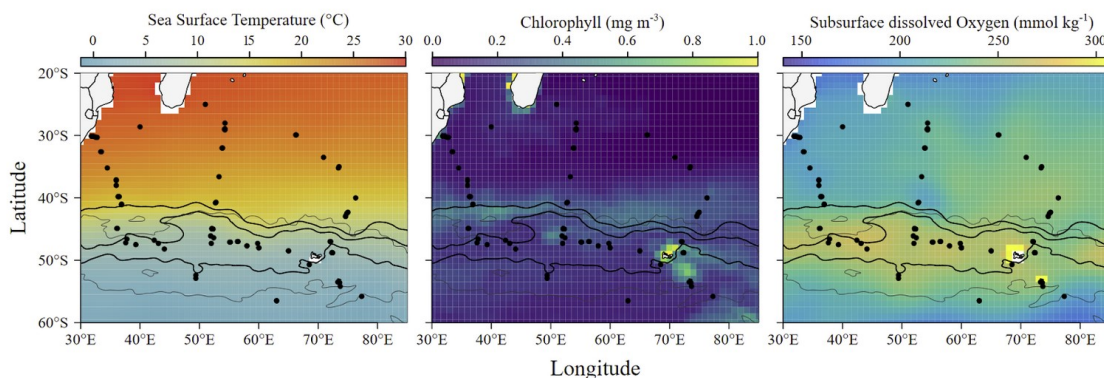 Sea Surface Temperature (°C)
0 5 10 15 20 25 30
Chlorophyll (mg m-3)
0.0 0.2 0.4 0.6 0.8 1.0
Subsurface dissolved Oxygen (mmol kg-1)
150 200 250 300
Latitude
20°S
30°S
40°S
50°S
60°S
30°E 40°E 50°E 60°E 70°E 80°E
30°E 40°E 50°E 60°E 70°E 80°E
30°E 40°E 50°E 60°E 70°E 80°E
Longitude